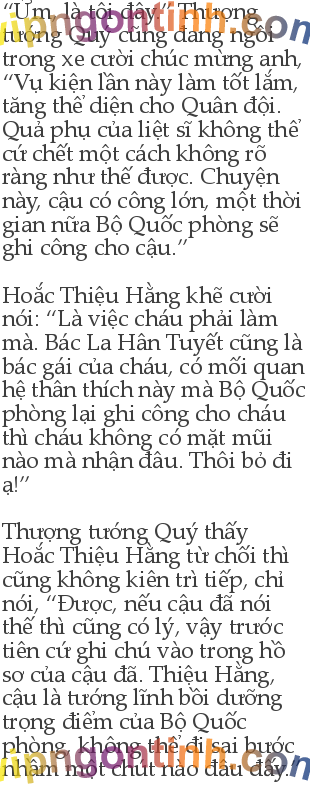 “Ừm, là tôi đây.” Thượng
tướng Quý cũng đang ngồi
trong xe cười chúc mừng anh,
“Vụ kiện lần này làm tốt lắm,
tăng thể diện cho Quân đội.
Quả phụ của liệt sĩ không thể
cứ chết một cách không rõ
ràng như thế được. Chuyện
này, cậu có công lớn, một thời
gian nữa Bộ Quốc phòng sẽ
ghi công cho cậu.”
Hoắc Thiệu Hằng khẽ cười
nói: “Là việc cháu phải làm
mà. Bác La Hân Tuyết cũng là
bác gái của cháu, có mối quan
hệ thân thích này mà Bộ Quốc
phòng lại ghi công cho cháu
thì cháu không có mặt mũi
nào mà nhận đâu. Thôi bỏ đi
ạ!”
Thượng tướng Quý thấy
Hoắc Thiệu Hằng từ chối thì
cũng không kiên trì tiếp, chỉ
nói, “Được, nếu cậu đã nói
thế thì cũng có lý, vậy trước
tiên cứ ghi chú vào trong hồ
sơ của cậu đã. Thiệu Hằng,
cậu là tướng lĩnh bồi dưỡng
trọng điểm của Bộ Quốc
phòng, không thể đi sai bước
nhầm một chút nào đâu đấy.”
vipngontinh.com
vipngontinh.com